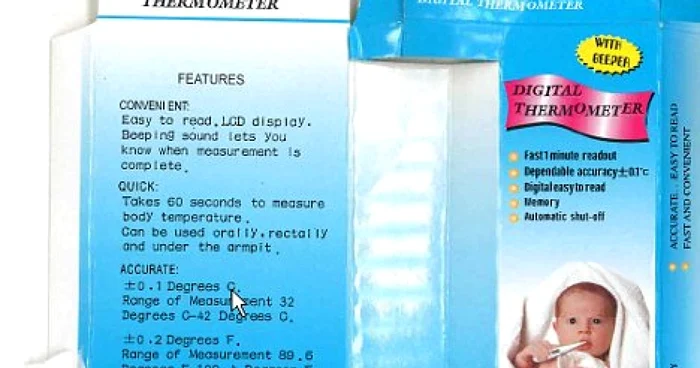 THERMOMETER
FEATURES
CONVENIENT:
Easy to read.LCD display.
Beeping sound lets you
know when measurement is
complete.
QUICK:
Takes 60 seconds to measure
body temperature.
Can be used orally.rectally
and under the armpit.
ACCURATE:
±0.1 Degrees C.
Range of Measurement 32
Degrees C-42 Degrees C.
±0.2 Degrees F.
Range of Measurement 89.6
DIGITAL THERMOMETER
WITH
BEEPER
DIGITAL
THERMOMETER
Fast 1 minute readout
Dependable accuracy±0.1°c
Digital easy to read
Memory
Automatic shut-off
ACCURATE . EASY TO READ
FAST AND CONVENIENT